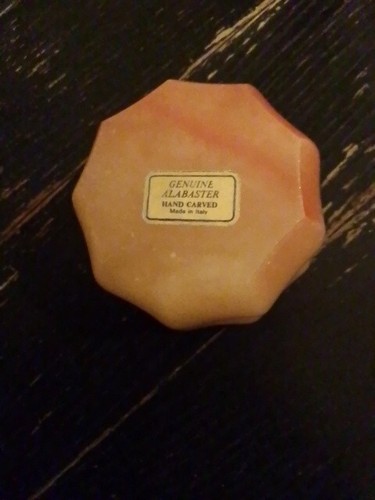 GENUINE
ALABASTER
HAND CARVED
Made in Italy